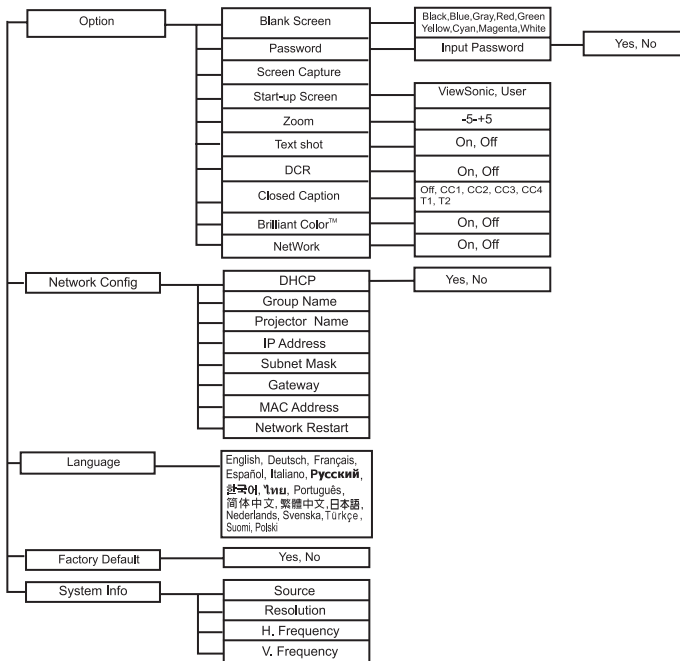 Option
Blank Screen
Black,Blue,Gray,Red,Green
Yellow,Cyan,Magenta,White
Password
Input Password
Yes, No
Screen Capture
Start-up Screen
ViewSonic, User
Zoom
-5-+5
Text shot
On, Off
DCR
On, Off
Closed Caption
Off, CC1, CC2, CC3, CC4
T1, T2
Brilliant Color™
On, Off
NetWork
On, Off
Network Config
DHCP
Yes, No
Group Name
Projector Name
IP Address
Subnet Mask
Gateway
MAC Address
Network Restart
Language
English, Deutsch, Français,
Español, Italiano, Русский,
한국어, ไทย, Português,
简体中文, 繁體中文, 日本語,
Nederlands, Svenska, Türkçe,
Suomi, Polski
Factory Default
Yes, No
System Info
Source
Resolution
H. Frequency
V. Frequency